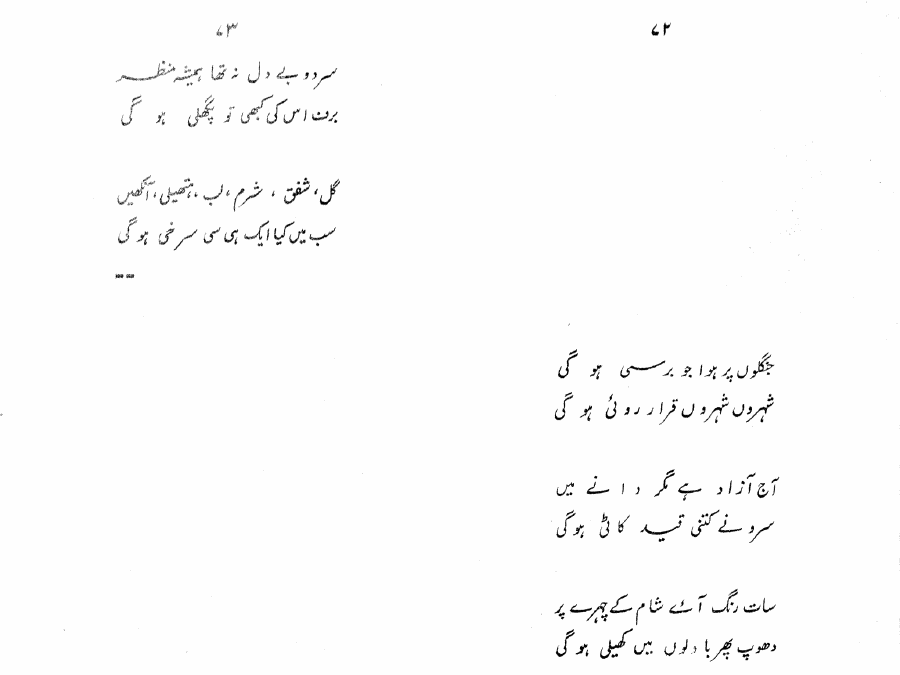 ۷۲
جنگلوں پر ہوا جو برسی ہو گی
شہروں شہروں قرار روئی ہو گی
آج آزاد ہے مگر دانے میں
سرو نے کتنی قید کاٹی ہوگی
سات رنگ آئے شام کے چہرے پر
دھوپ پھر بادلوں میں کھیلی ہو گی
۷۳
سرد و بے دل نہ تھا ہمیشہ منظر
برف اس کی کبھی تو پگھلی ہو گی
گل، شفق، شرم، لب، ہتھیلی، آنکھیں
سب میں کیا ایک ہی سی سرخی ہو گی